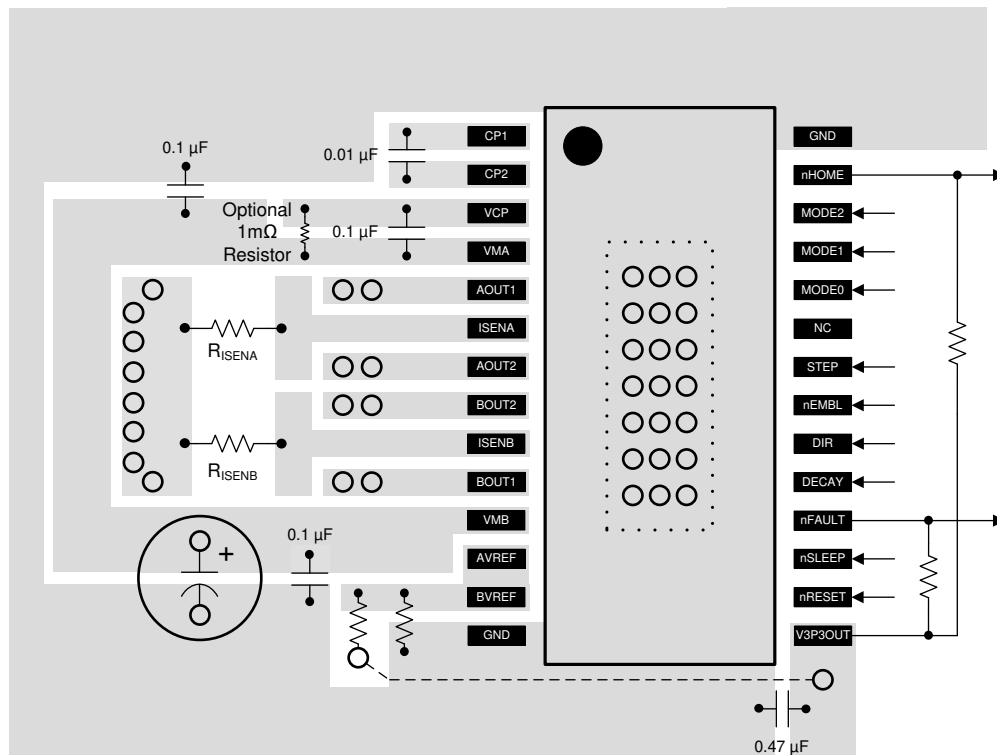 CP1
GND
0.1 µF
0.01 µF
CP2
nHOME
Optional
1mΩ
Resistor
0.1 µF
VCP
MODE2
VMA
MODE1
AOUT1
MODE0
ISENA
NC
RISENA
AOUT2
STEP
BOUT2
nEMBL
ISENB
DIR
RISENB
BOUT1
DECAY
VMB
nFAULT
0.1 µF
+
AVREF
nSLEEP
BVREF
nRESET
GND
V3P3OUT
0.47 µF